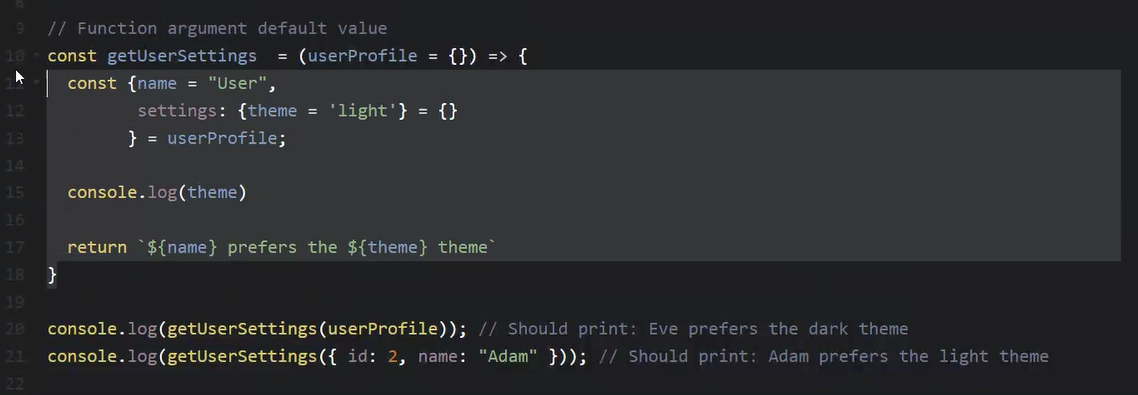 8
9 // Function argument default value
10 const getUserSettings  = (userProfile = {}) => {
11   const {name = "User",
12          settings: {theme = 'light'} = {}
13         } = userProfile;
14
15   console.log(theme)
16
17   return `${name} prefers the ${theme} theme`
18 }
19
20 console.log(getUserSettings(userProfile)); // Should print: Eve prefers the dark theme
21 console.log(getUserSettings({ id: 2, name: "Adam" })); // Should print: Adam prefers the light theme
22